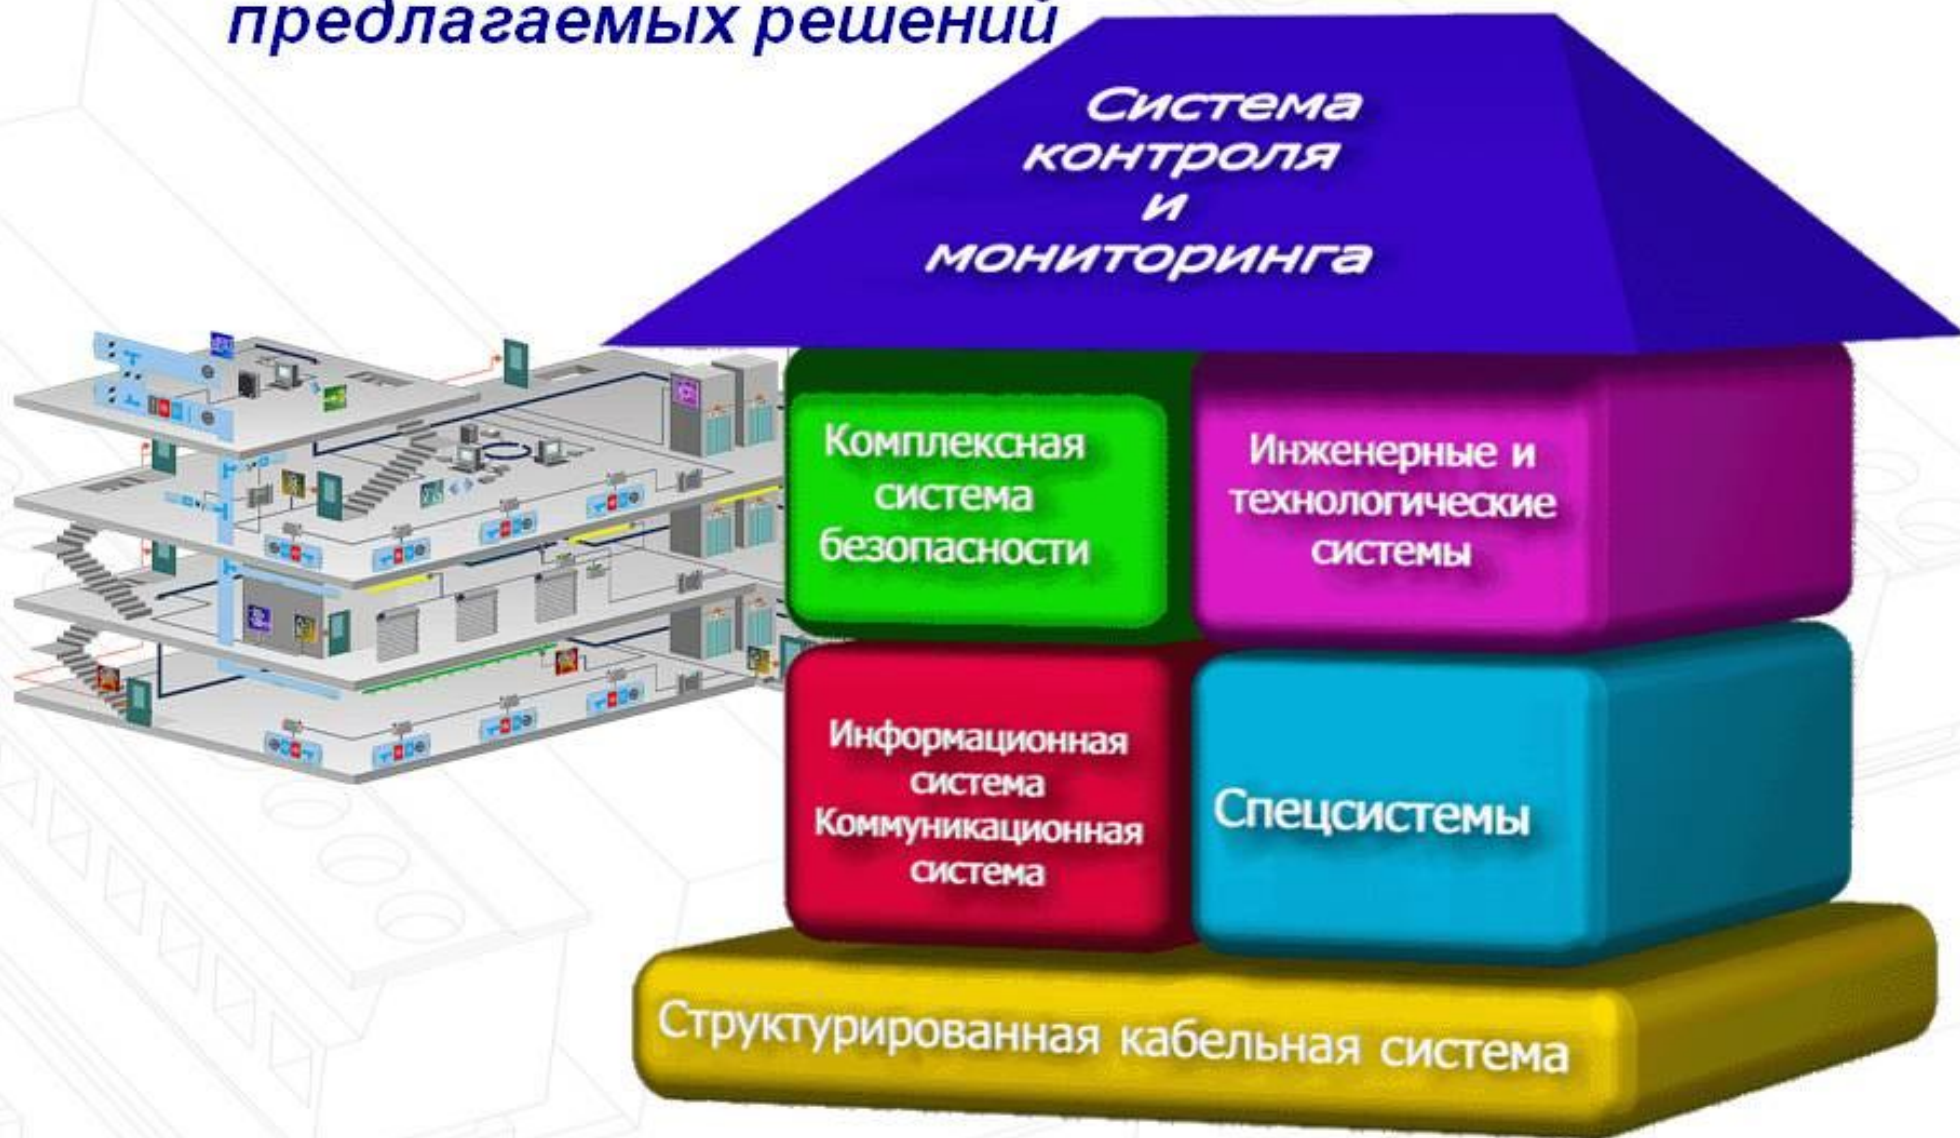 предлагаемых решений
Система
контроля
и
мониторинга
Комплексная
система
безопасности
Инженерные и
технологические
системы
Информационная
система
Коммуникационная
система
Спецсистемы
Структурированная кабельная система